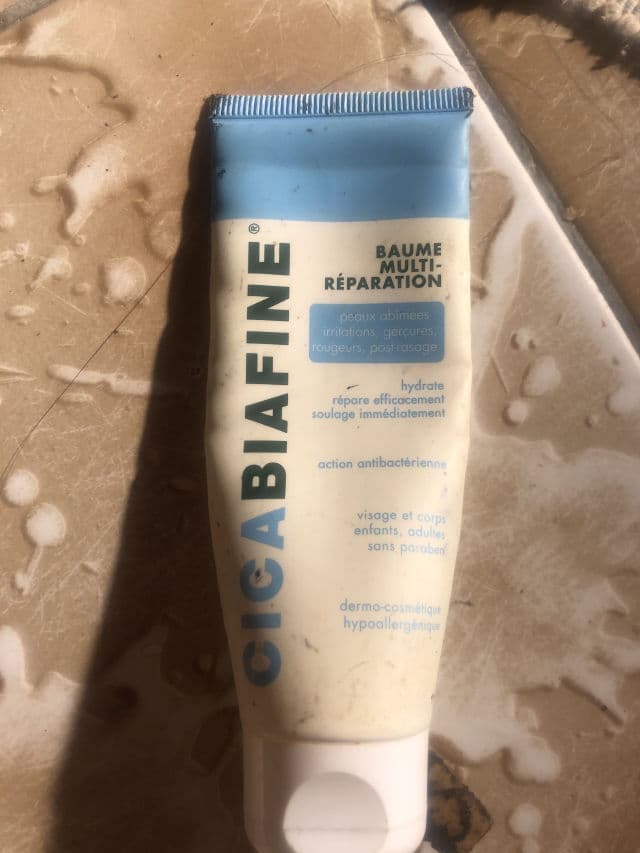 CICABIAFINE®
BAUME
MULTI-
RÉPARATION
peaux abîmées,
irritations, gerçures,
rougeurs, post-rasage
hydrate
répare efficacement
soulage immédiatement
action antibactérienne
visage et corps
enfants, adultes
sans paraben
dermo-cosmétique
hypoallergénique